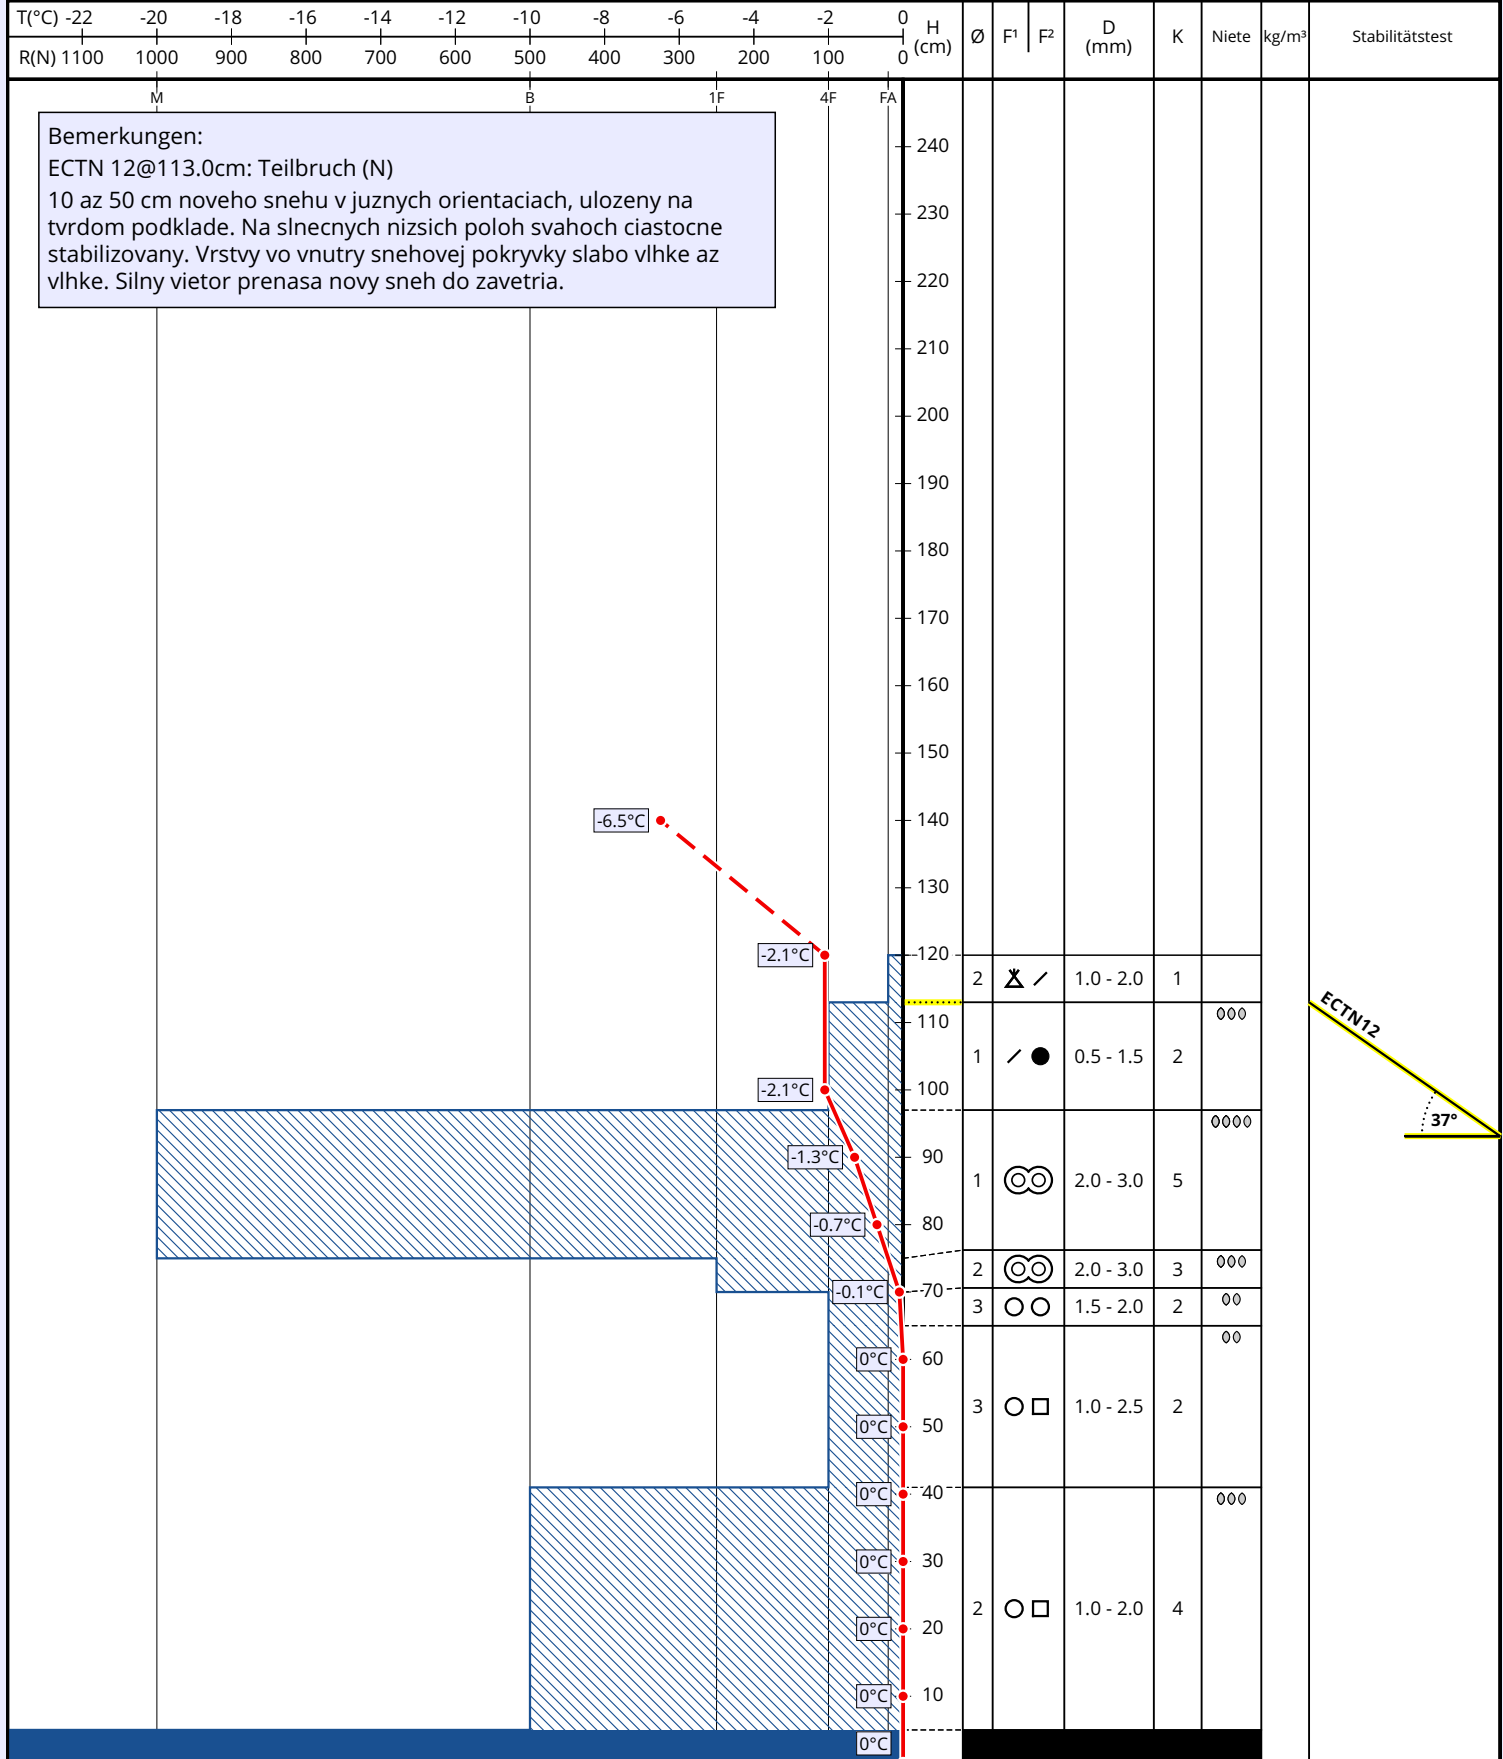 T(°C) -22 -20 -18 -16 -14 -12 -10 -8 -6 -4 -2 0
R(N) 1100 1000 900 800 700 600 500 400 300 200 100 0
H (cm) Ø F¹ F² D (mm) K Niete kg/m³ Stabilitätstest
M B 1F 4F FA
Bemerkungen:
ECTN 12@113.0cm: Teilbruch (N)
10 az 50 cm noveho snehu v juznych orientaciach, ulozeny na
tvrdom podklade. Na slnecnych nizsich poloh svahoch ciastocne
stabilizovany. Vrstvy vo vnutry snehovej pokryvky slabo vlhke az
vlhke. Silny vietor prenasa novy sneh do zavetria.
240
230
220
210
200
190
180
170
160
150
-6.5°C 140
130
-2.1°C 120
2 1.0 - 2.0 1
ECTN12
110
1 0.5 - 1.5 2
-2.1°C 100
37°
-1.3°C 90
1 2.0 - 3.0 5
-0.7°C 80
2 2.0 - 3.0 3
-0.1°C 70
3 1.5 - 2.0 2
0°C 60
3 1.0 - 2.5 2
0°C 50
0°C 40
0°C 30
2 1.0 - 2.0 4
0°C 20
0°C 10
0°C